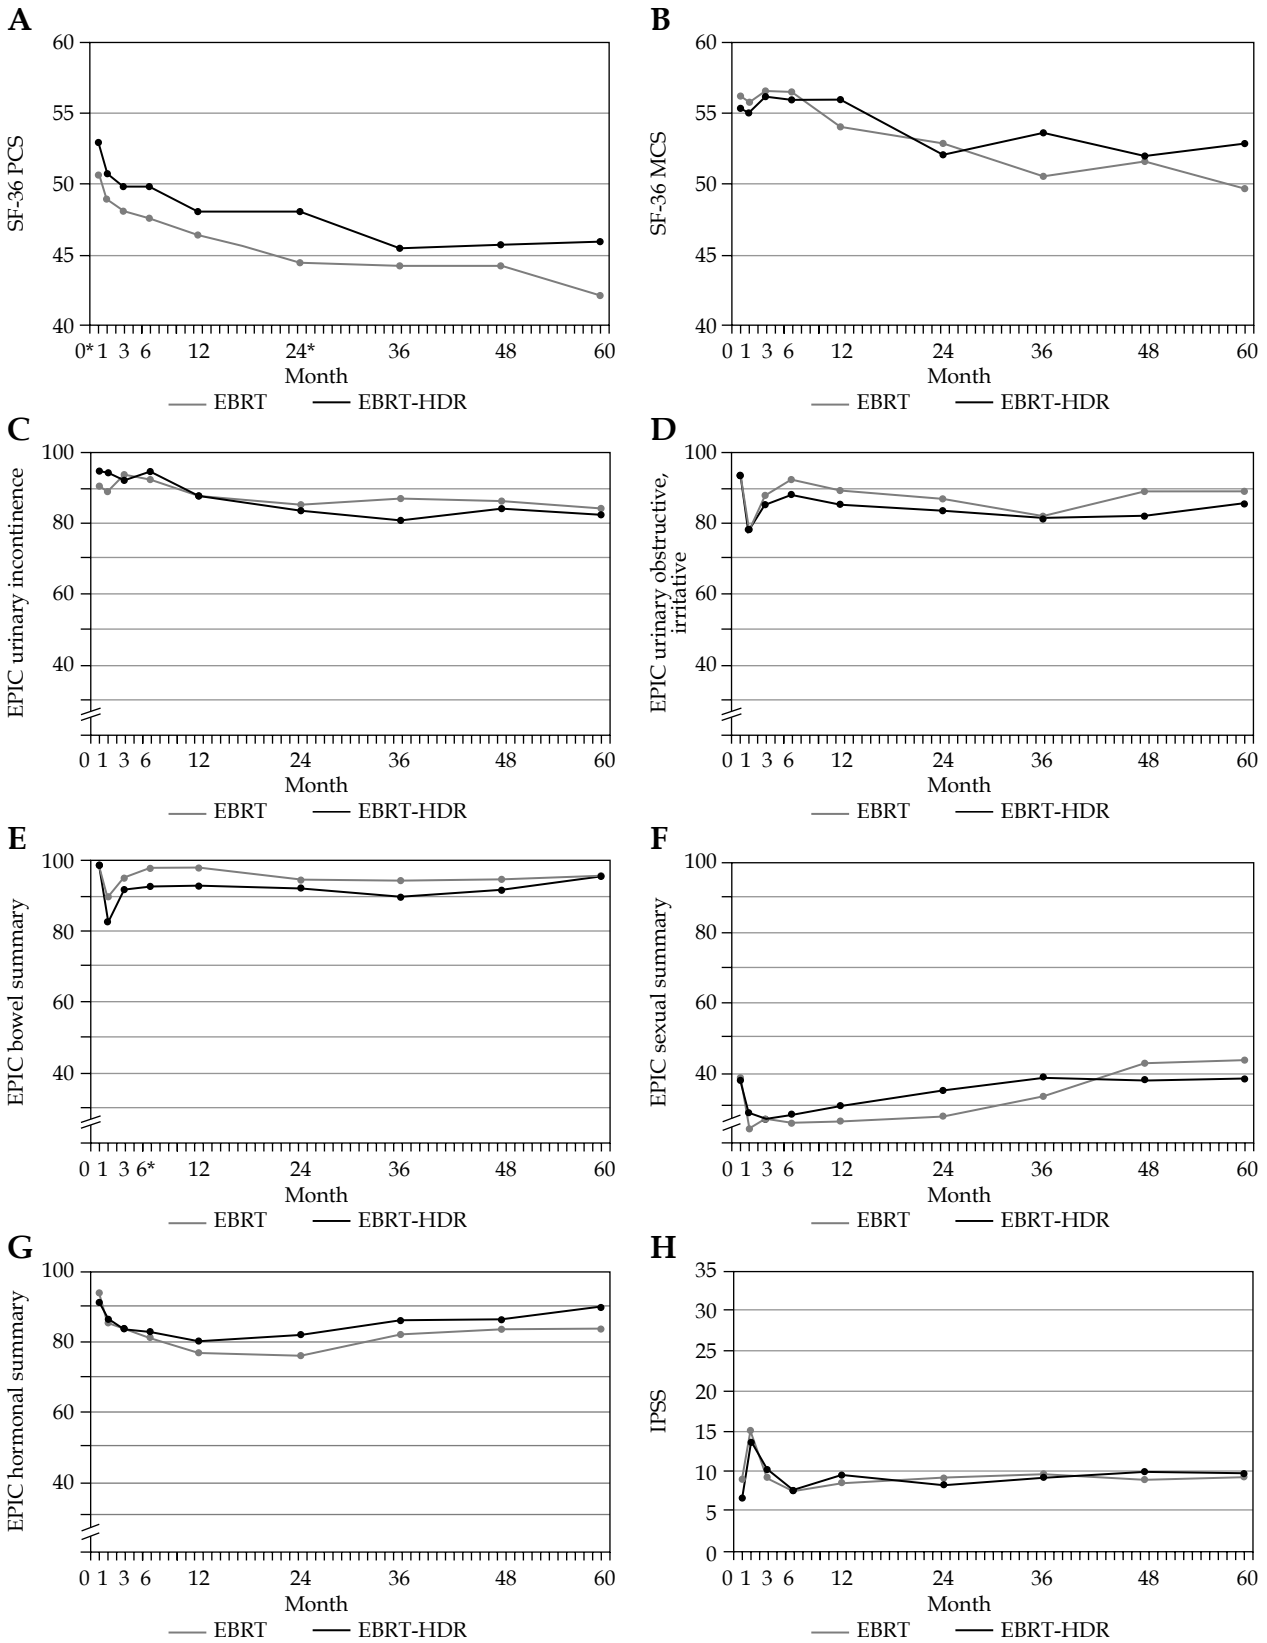 A
60
55
50
45
40
SF-36 PCS
0* 1 3 6 12 24* 36 48 60
Month
EBRT EBRT-HDR
B
60
55
50
45
40
SF-36 MCS
0 1 3 6 12 24 36 48 60
Month
EBRT EBRT-HDR
C
100
80
60
40
EPIC urinary incontinence
0 1 3 6 12 24 36 48 60
Month
EBRT EBRT-HDR
D
100
80
60
40
EPIC urinary obstructive,
irritative
0 1 3 6 12 24 36 48 60
Month
EBRT EBRT-HDR
E
100
80
60
40
EPIC bowel summary
0 1 3 6* 12 24 36 48 60
Month
EBRT EBRT-HDR
F
100
80
60
40
EPIC sexual summary
0 1 3 6 12 24 36 48 60
Month
EBRT EBRT-HDR
G
100
80
60
40
EPIC hormonal summary
0 1 3 6 12 24 36 48 60
Month
EBRT EBRT-HDR
H
35
30
25
20
15
10
5
0
IPSS
0 1 3 6 12 24 36 48 60
Month
EBRT EBRT-HDR